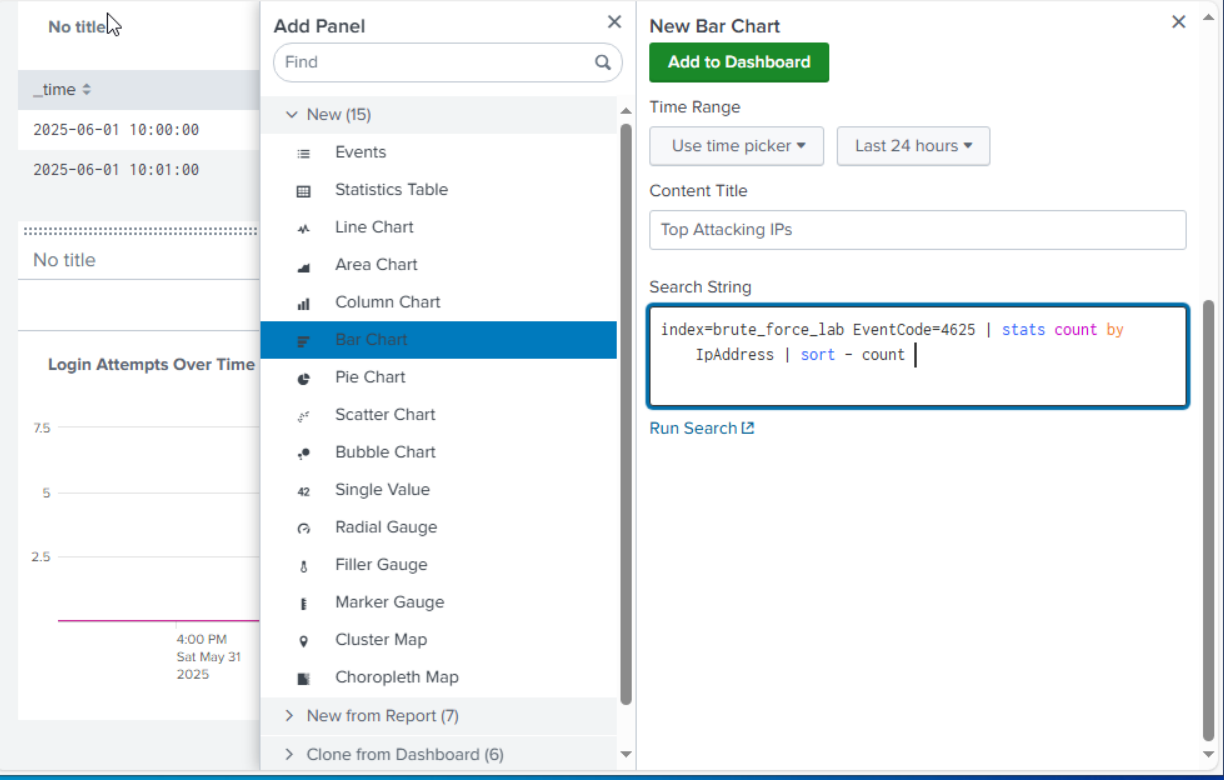 No title
_time
2025-06-01 10:00:00
2025-06-01 10:01:00
No title
Login Attempts Over Time
7.5
5
2.5
4:00 PM
Sat May 31
2025
Add Panel
Find
New (15)
Events
Statistics Table
Line Chart
Area Chart
Column Chart
Bar Chart
Pie Chart
Scatter Chart
Bubble Chart
42
Single Value
Radial Gauge
Filler Gauge
Marker Gauge
Cluster Map
Choropleth Map
New from Report (7)
Clone from Dashboard (6)
New Bar Chart
Add to Dashboard
Time Range
Use time picker
Last 24 hours
Content Title
Top Attacking IPs
Search String
index=brute_force_lab EventCode=4625 | stats count by
IpAddress | sort - count
Run Search